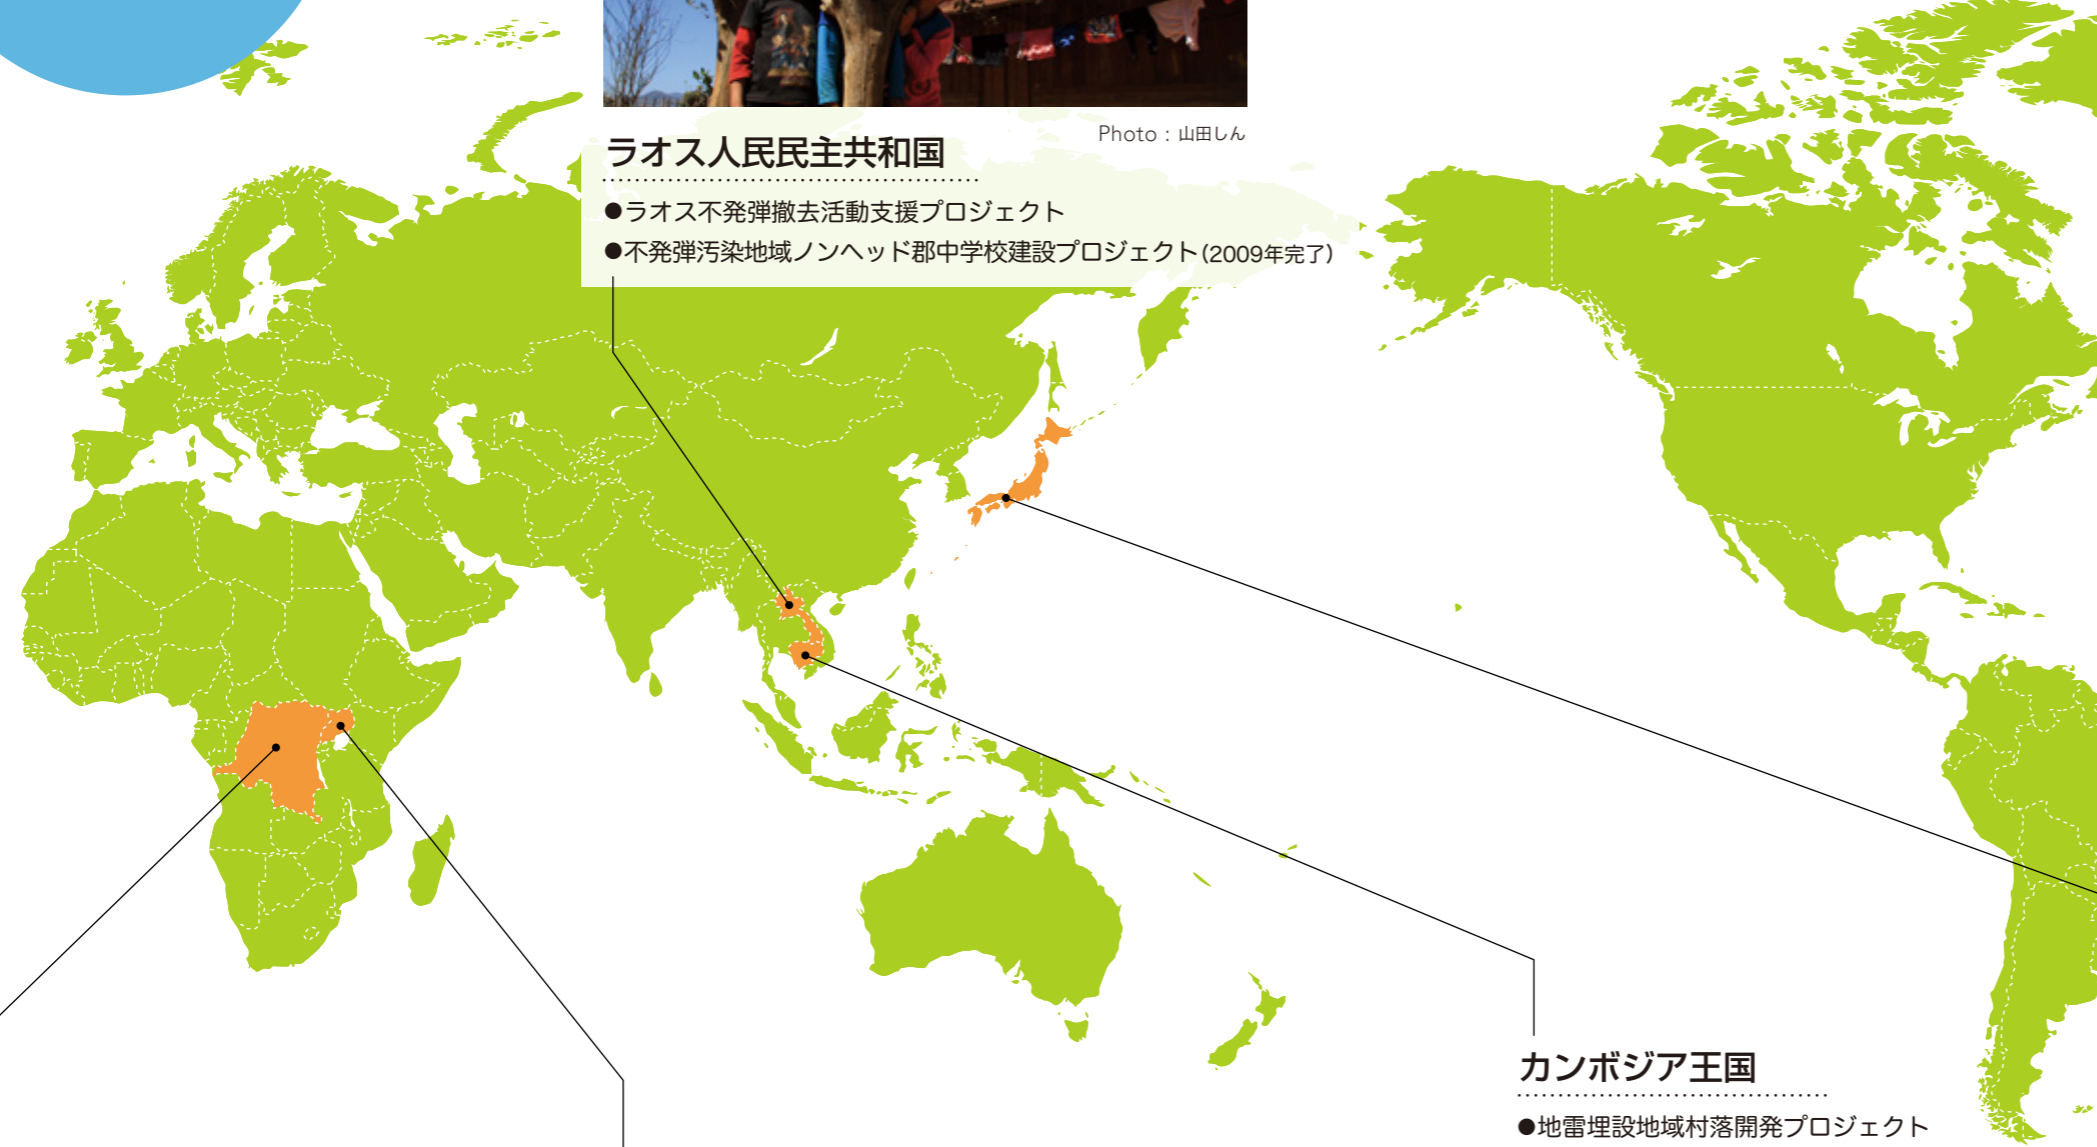 Photo : 山田しん
ラオス人民民主共和国
●ラオス不発弾撤去活動支援プロジェクト
●不発弾汚染地域ノンヘッド郡中学校建設プロジェクト(2009年完了)
カンボジア王国
●地雷埋設地域村落開発プロジェクト